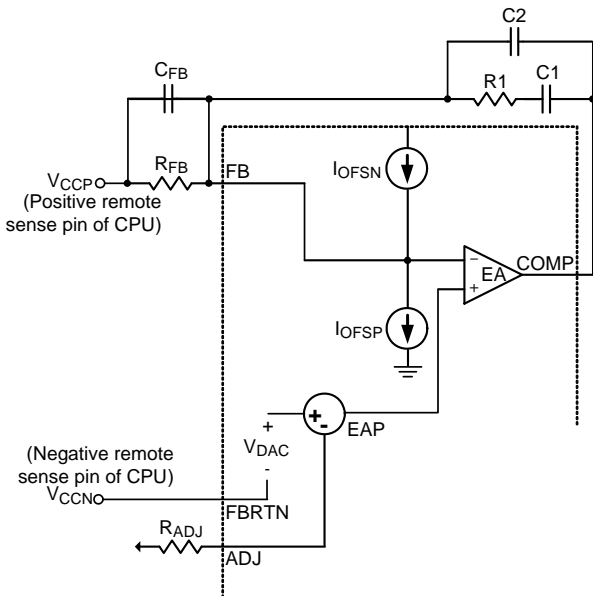 C2
C1
R1
CFB
RFB
FB
VCCP
(Positive remote
sense pin of CPU)
IOFSN
−
EA
+
COMP
IOFSP
+
-
EAP
+
VDAC
-
(Negative remote
sense pin of CPU)
VCCN
FBRTN
RADJ
ADJ